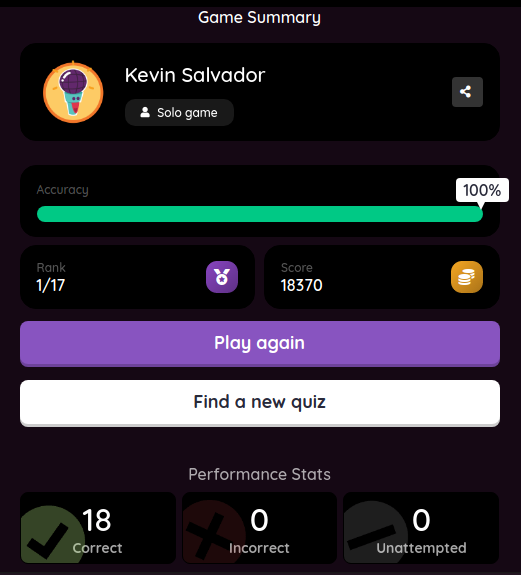 Game Summary
Kevin Salvador
Solo game
Accuracy
100%
Rank
1/17
Score
18370
Play again
Find a new quiz
Performance Stats
18
Correct
0
Incorrect
0
Unattempted